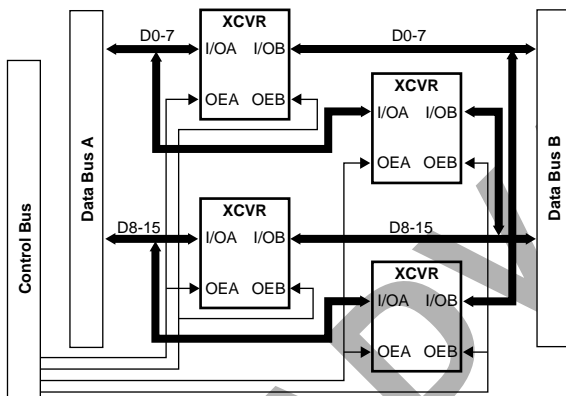 XCVR
D0-7
I/OA I/OB
D0-7
OEA OEB
XCVR
I/OA I/OB
OEA OEB
XCVR
D8-15
I/OA I/OB
D8-15
OEA OEB
XCVR
I/OA I/OB
OEA OEB
Control Bus
Data Bus A
Data Bus B